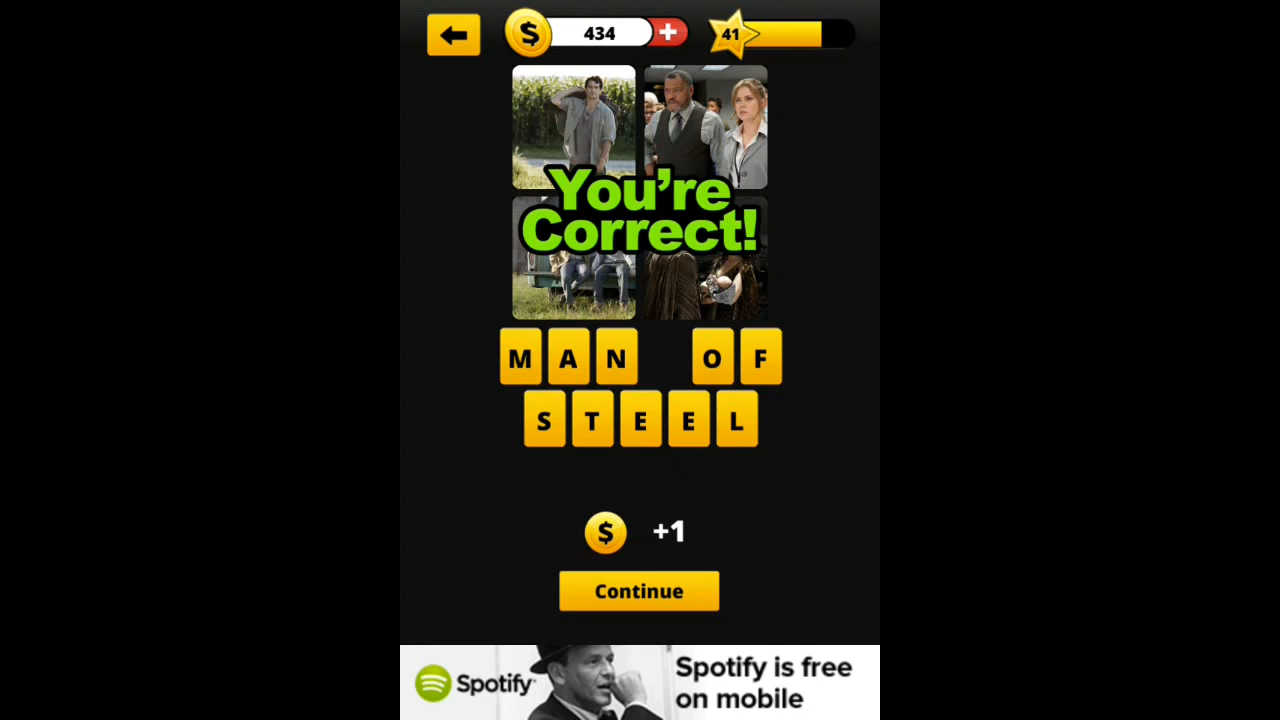 $ 434 + 41
You're
Correct!
MAN OF
STEEL
$ +1
Continue
Spotify
Spotify is free
on mobile